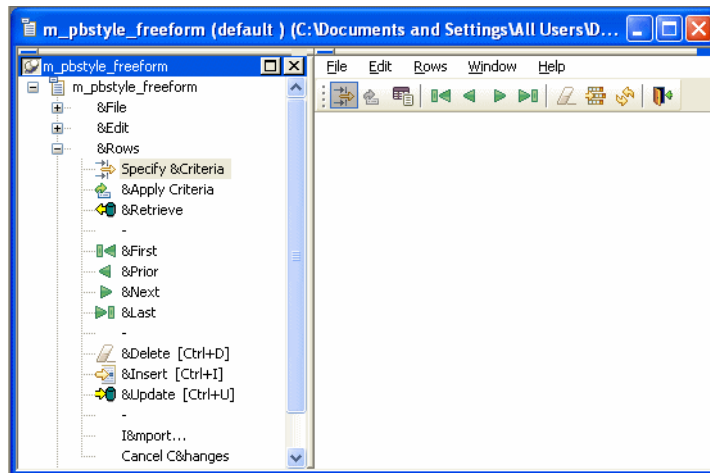 m_pbstyle_freeform (default ) (C:\Documents and Settings\All Users\D...
m_pbstyle_freeform
File Edit Rows Window Help
m_pbstyle_freeform
&File
&Edit
&Rows
Specify &Criteria
&Apply Criteria
&Retrieve
-
&First
&Prior
&Next
&Last
-
&Delete [Ctrl+D]
&Insert [Ctrl+I]
&Update [Ctrl+U]
-
I&mport...
Cancel C&hanges